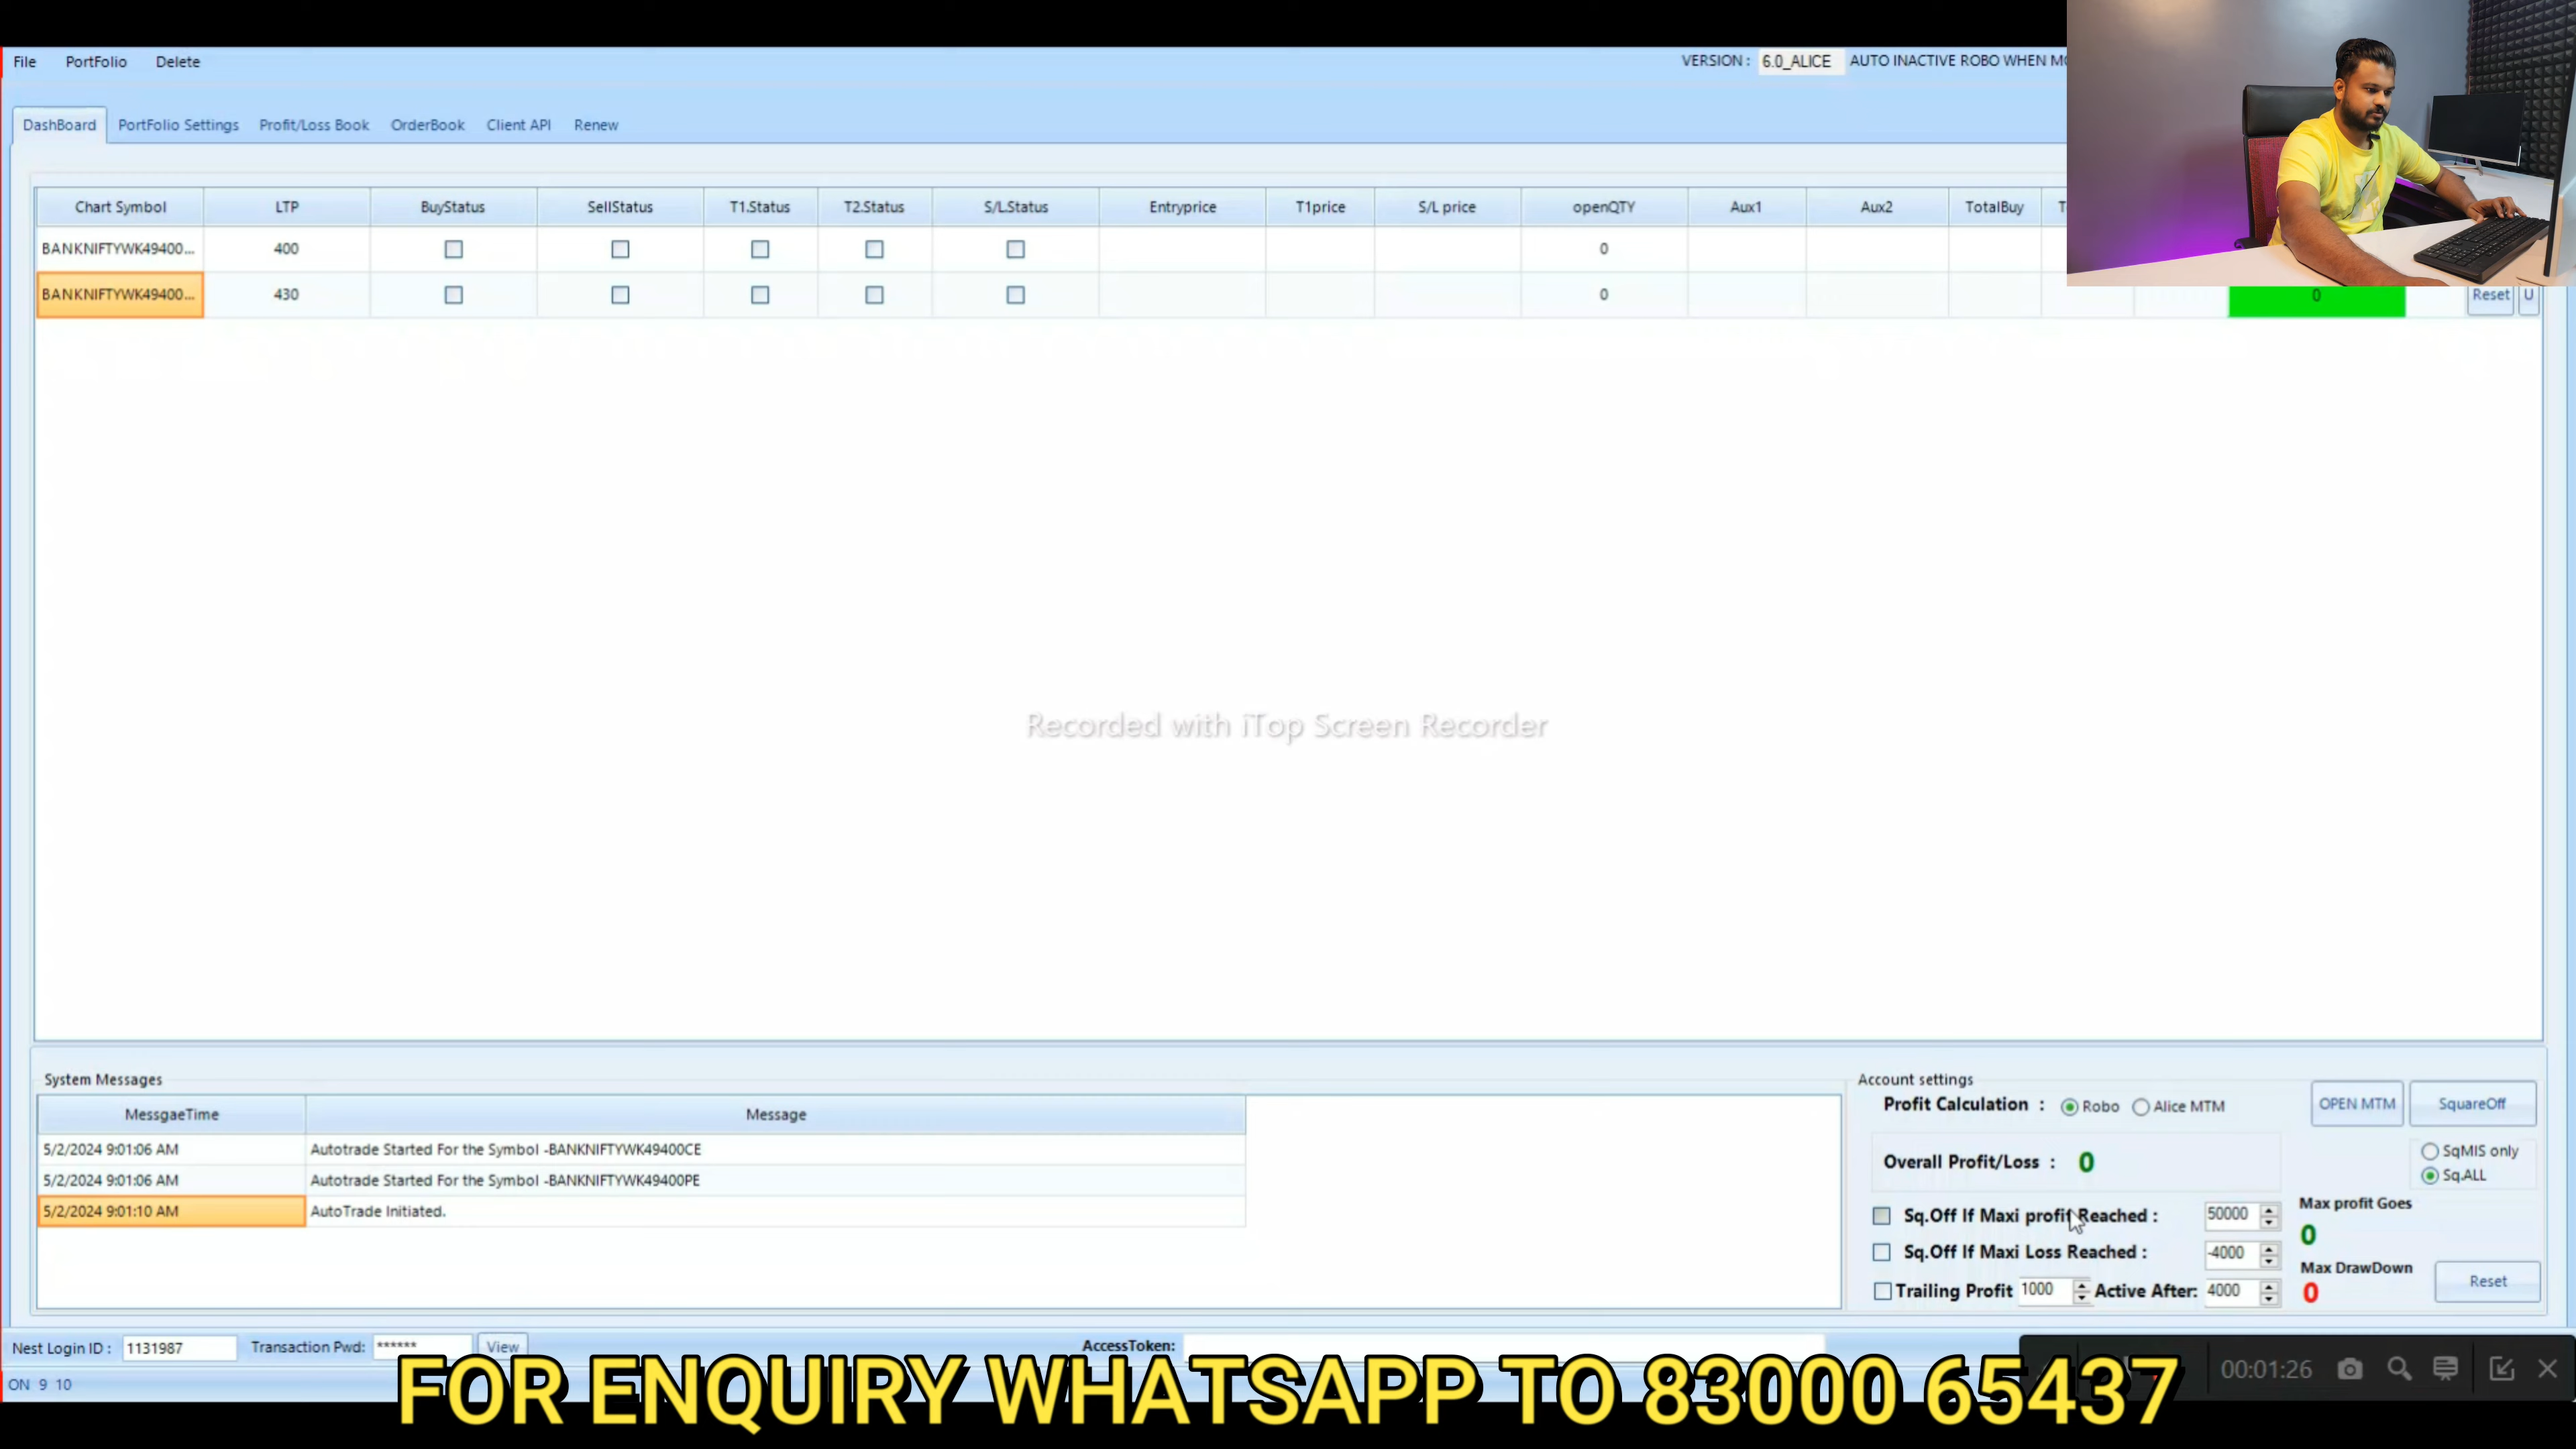 File PortFolio Delete VERSION : 6.0_ALICE AUTO INACTIVE ROBO WHEN
DashBoard PortFolio Settings Profit/Loss Book OrderBook Client API Renew
Chart Symbol LTP BuyStatus SellStatus T1.Status T2.Status S/L.Status Entryprice T1price S/L price openQTY Aux1 Aux2 TotalBuy
BANKNIFTYWK49400... 400 0
BANKNIFTYWK49400... 430 0 0 Reset U
Recorded with iTop Screen Recorder
System Messages
MessgaeTime Message
5/2/2024 9:01:06 AM Autotrade Started For the Symbol -BANKNIFTYWK49400CE
5/2/2024 9:01:06 AM Autotrade Started For the Symbol -BANKNIFTYWK49400PE
5/2/2024 9:01:10 AM AutoTrade Initiated.
Account settings
Profit Calculation : Robo Alice MTM OPEN MTM SquareOff
Overall Profit/Loss : 0 SqMIS only
Sq.ALL
Sq.Off If Maxi profit Reached : 50000 Max profit Goes
0
Sq.Off If Maxi Loss Reached : -4000 Max DrawDown
Trailing Profit 1000 Active After: 4000 0 Reset
Nest Login ID : 1131987 Transaction Pwd: ****** View AccessToken:
ON 9 10
00:01:26
FOR ENQUIRY WHATSAPP TO 83000 65437